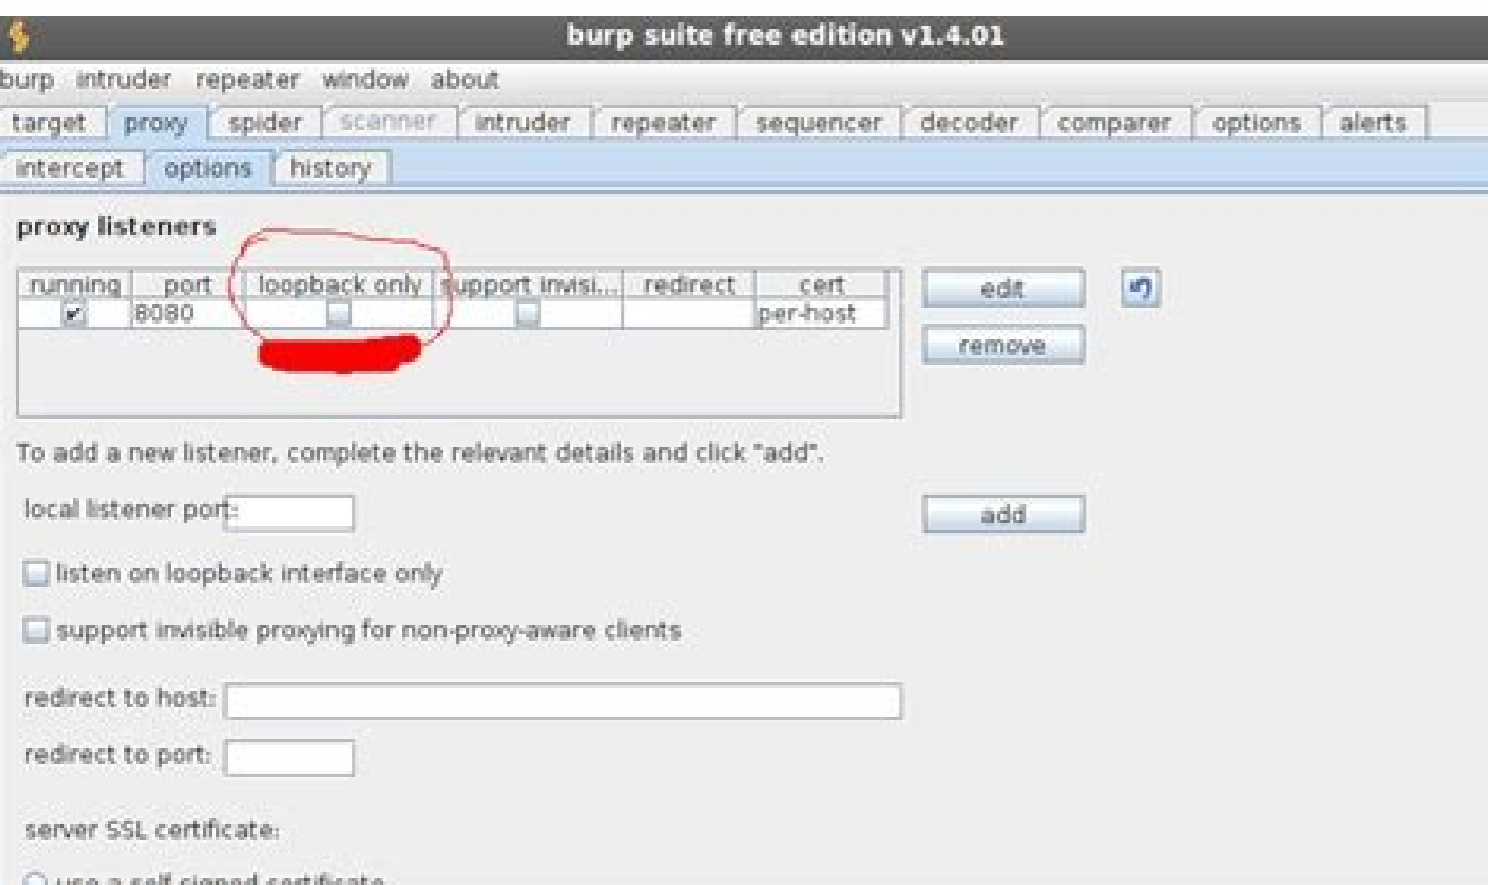 burp suite free edition v1.4.01
burp intruder repeater window about
target proxy spider scanner intruder repeater sequencer decoder comparer options alerts
intercept options history
proxy listeners
running port loopback only support invisi... redirect cert
8080 per-host
edit
remove
To add a new listener, complete the relevant details and click "add".
local listener port:
add
listen on loopback interface only
support invisible proxying for non-proxy-aware clients
redirect to host:
redirect to port:
server SSL certificate:
use a self-signed certificate